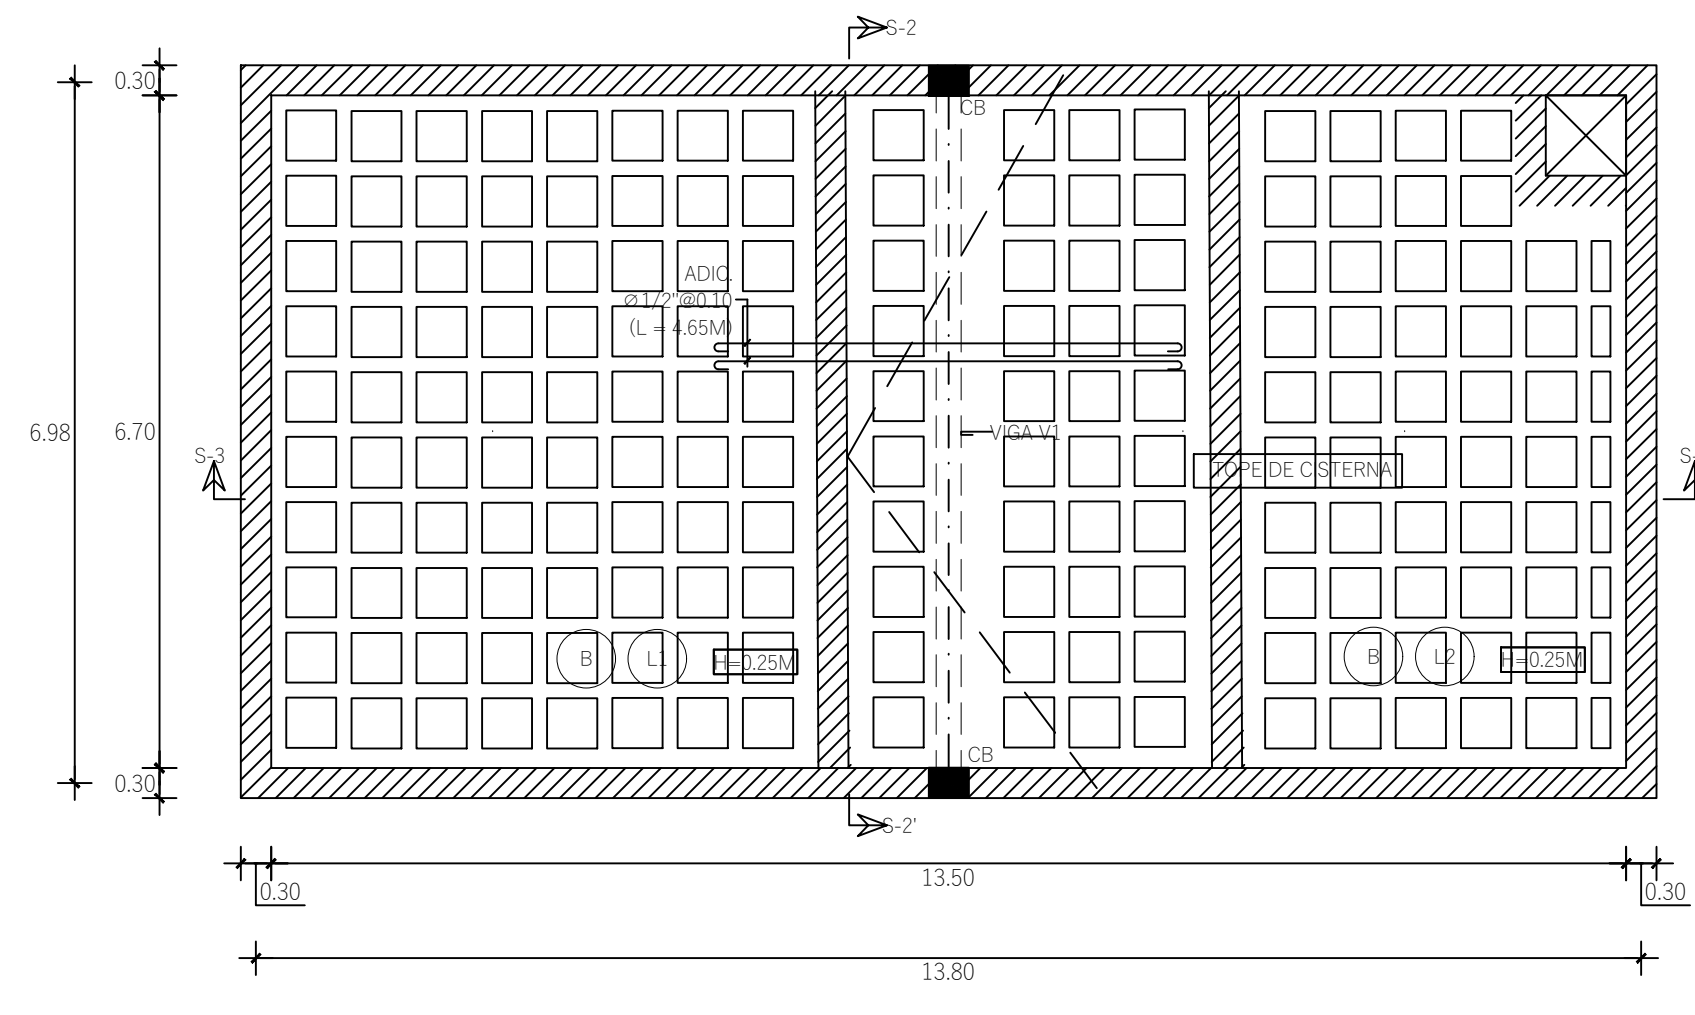 S-2
0.30
CB
ADIC.
∅1/2"@0.10
(L = 4.65M)
6.98
6.70
VIGA V1
S-3
TOPE DE CISTERNA
S-
B
L1
H=0.25M
B
L2
H=0.25M
CB
0.30
S-2'
13.50
0.30
0.30
13.80